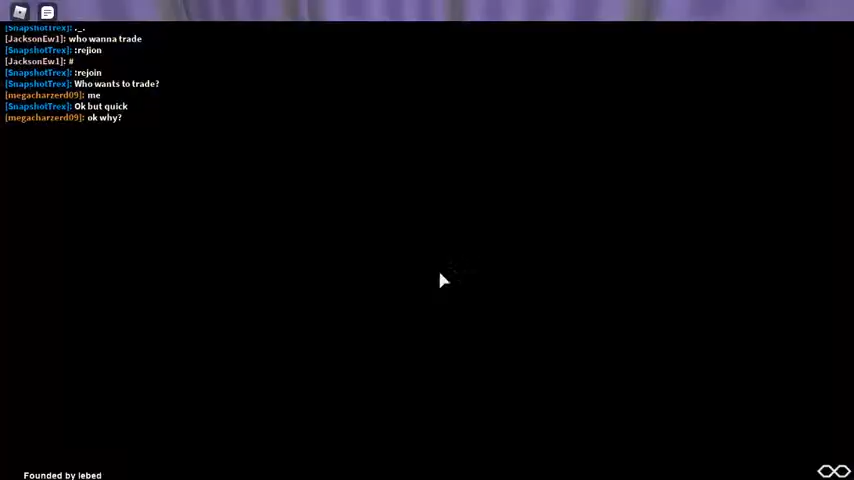 [SnapshotTrex]: ._.
[JacksonEw1]: who wanna trade
[SnapshotTrex]: :rejion
[JacksonEw1]: #
[SnapshotTrex]: :rejoin
[SnapshotTrex]: Who wants to trade?
[megacharzerd09]: me
[SnapshotTrex]: Ok but quick
[megacharzerd09]: ok why?
Founded by lebed